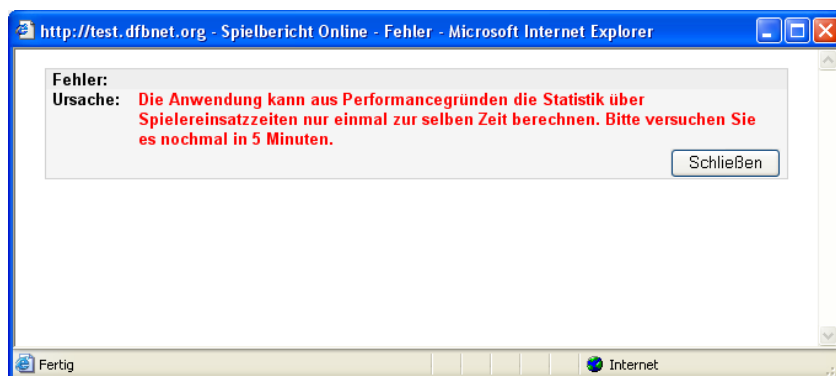 http://test.dfbnet.org - Spielbericht Online - Fehler - Microsoft Internet Explorer
Fehler:
Ursache: Die Anwendung kann aus Performancegründen die Statistik über
Spielereinsatzzeiten nur einmal zur selben Zeit berechnen. Bitte versuchen Sie
es nochmal in 5 Minuten.
Schließen
Fertig Internet